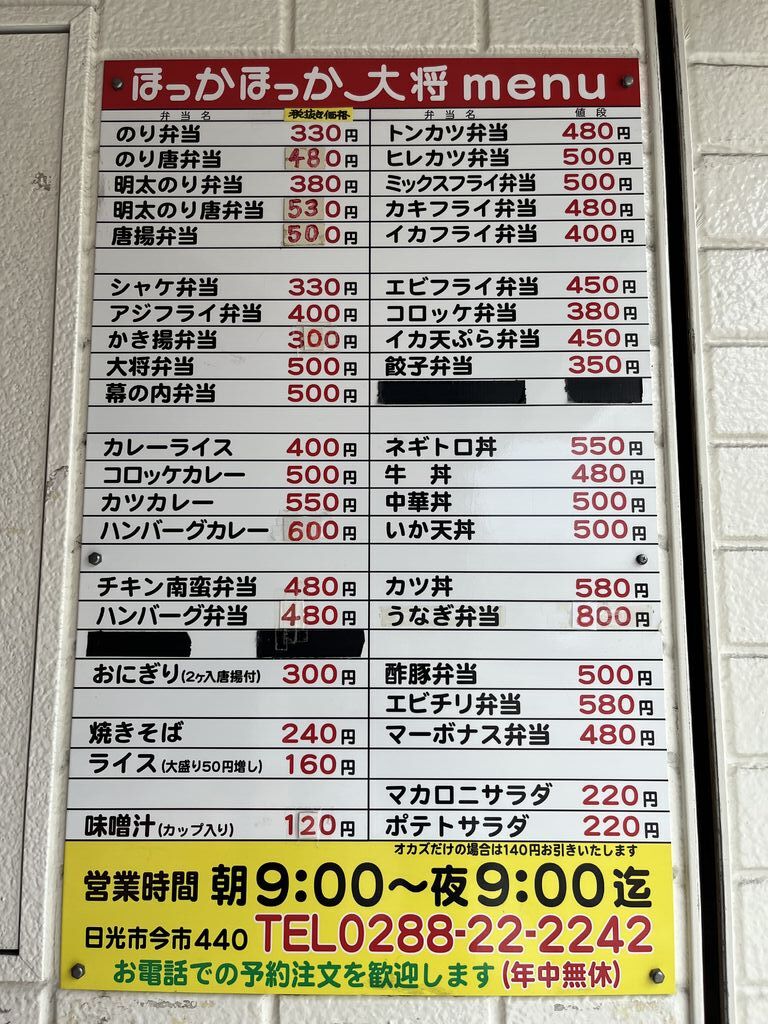 ほっかほっか大将 menu
弁当名 税抜き価格
のり弁当 330円
のり唐弁当 480円
明太のり弁当 380円
明太のり唐弁当 530円
唐揚弁当 500円
シャケ弁当 330円
アジフライ弁当 400円
かき揚弁当 300円
大将弁当 500円
幕の内弁当 500円
カレーライス 400円
コロッケカレー 500円
カツカレー 550円
ハンバーグカレー 600円
チキン南蛮弁当 480円
ハンバーグ弁当 480円
おにぎり(2ヶ入唐揚付) 300円
焼きそば 240円
ライス(大盛り50円増し) 160円
味噌汁(カップ入り) 120円
弁当名 値段
トンカツ弁当 480円
ヒレカツ弁当 500円
ミックスフライ弁当 500円
カキフライ弁当 480円
イカフライ弁当 400円
エビフライ弁当 450円
コロッケ弁当 380円
イカ天ぷら弁当 450円
餃子弁当 350円
ネギトロ丼 550円
牛 丼 480円
中華丼 500円
いか天丼 500円
カツ丼 580円
うなぎ弁当 800円
酢豚弁当 500円
エビチリ弁当 580円
マーボナス弁当 480円
マカロニサラダ 220円
ポテトサラダ 220円
オカズだけの場合は140円お引きいたします
営業時間 朝9:00～夜9:00迄
日光市今市440 TEL0288-22-2242
お電話での予約注文を歓迎します(年中無休)